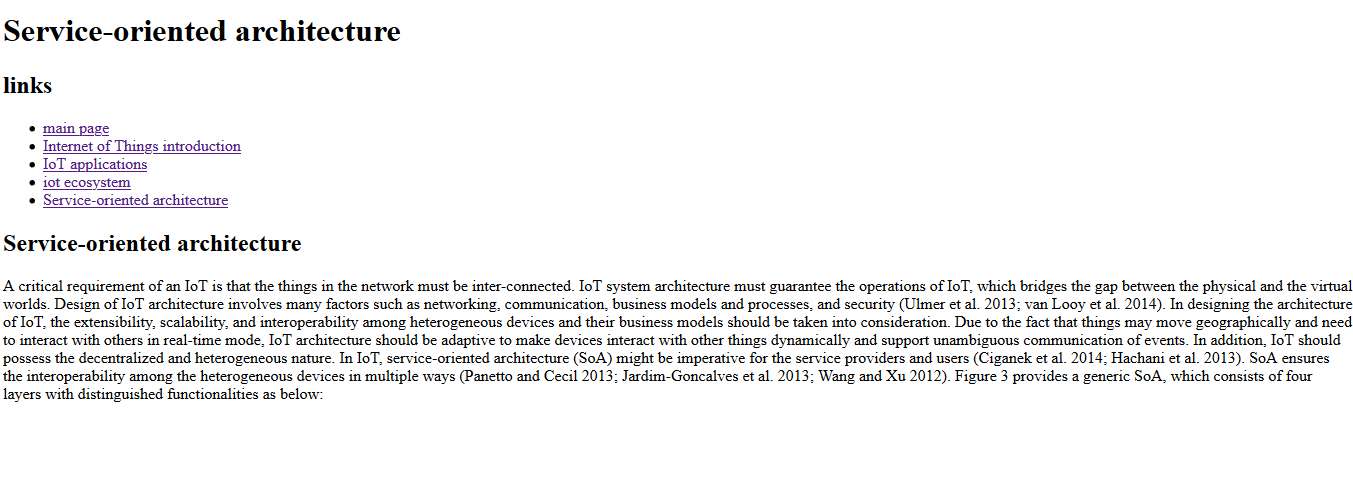 Service-oriented architecture
links
main page
Internet of Things introduction
IoT applications
iot ecosystem
Service-oriented architecture
Service-oriented architecture
A critical requirement of an IoT is that the things in the network must be inter-connected. IoT system architecture must guarantee the operations of IoT, which bridges the gap between the physical and the virtual
worlds. Design of IoT architecture involves many factors such as networking, communication, business models and processes, and security (Ulmer et al. 2013; van Looy et al. 2014). In designing the architecture
of IoT, the extensibility, scalability, and interoperability among heterogeneous devices and their business models should be taken into consideration. Due to the fact that things may move geographically and need
to interact with others in real-time mode, IoT architecture should be adaptive to make devices interact with other things dynamically and support unambiguous communication of events. In addition, IoT should
possess the decentralized and heterogeneous nature. In IoT, service-oriented architecture (SoA) might be imperative for the service providers and users (Ciganek et al. 2014; Hachani et al. 2013). SoA ensures
the interoperability among the heterogeneous devices in multiple ways (Panetto and Cecil 2013; Jardim-Goncalves et al. 2013; Wang and Xu 2012). Figure 3 provides a generic SoA, which consists of four
layers with distinguished functionalities as below: